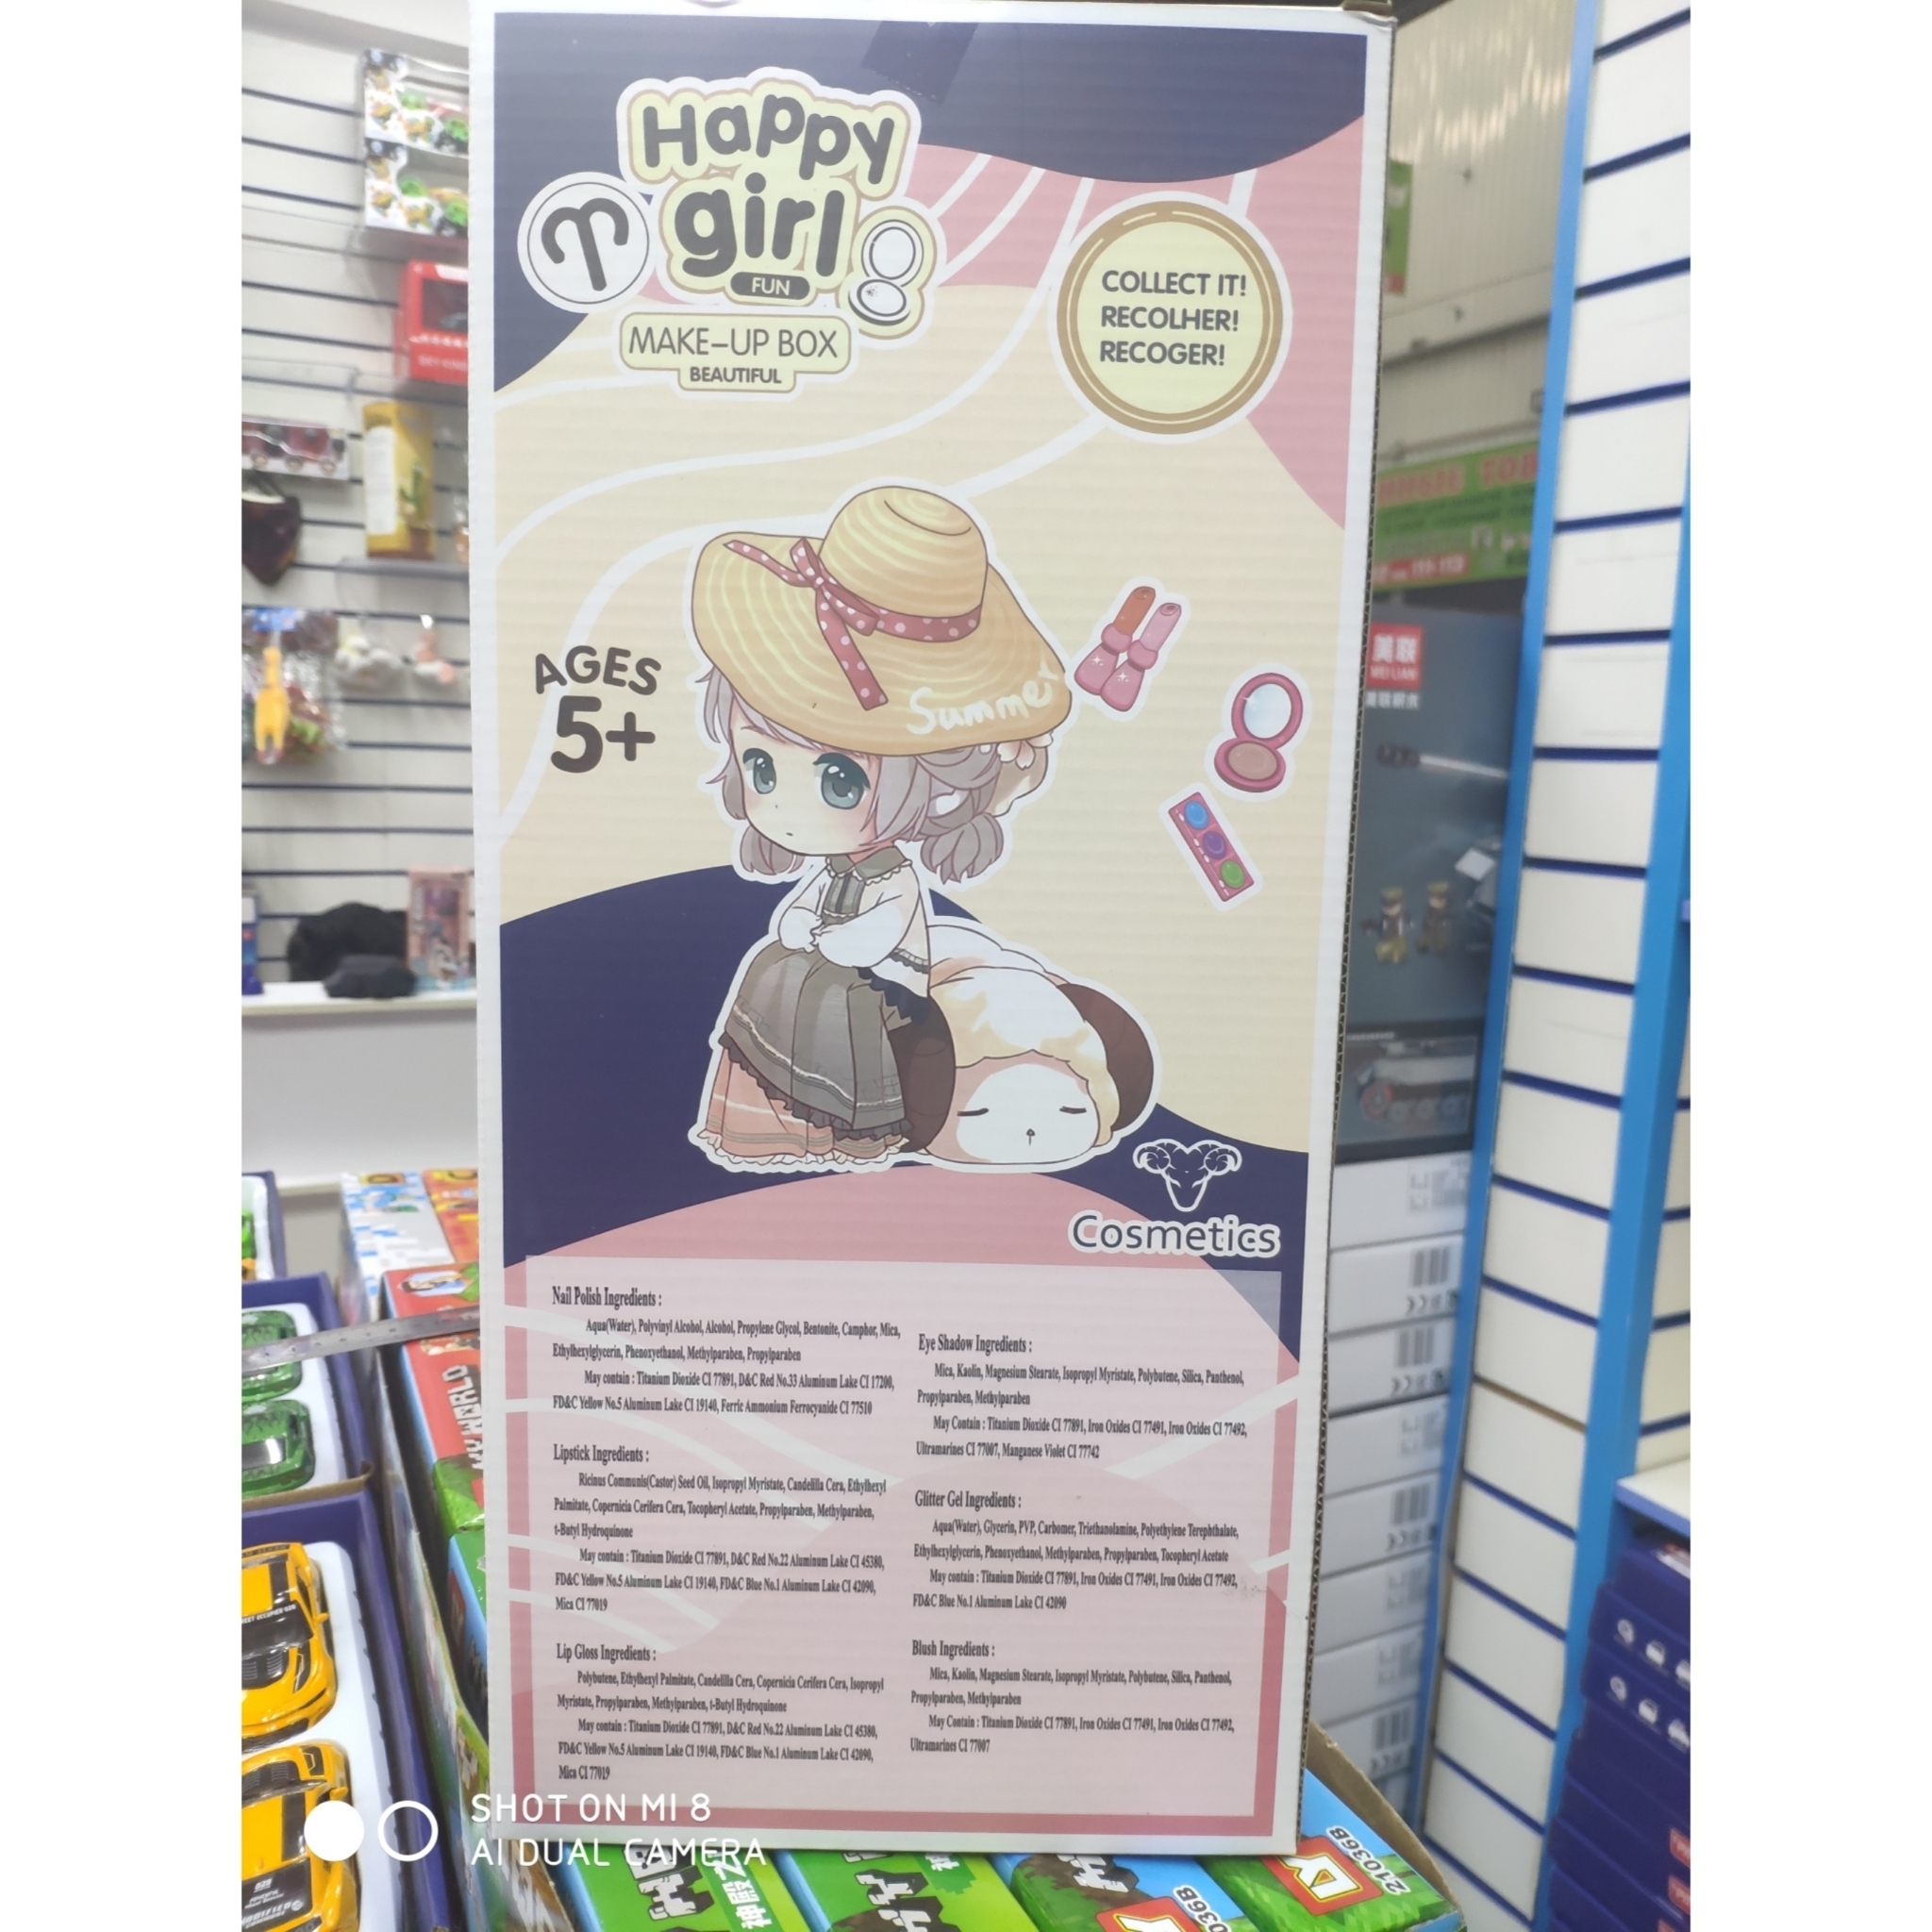 Happy
girl
FUN
MAKE-UP BOX
BEAUTIFUL
COLLECT IT!
RECOLHER!
RECOGER!
AGES
5+
Summer
Cosmetics
Nail Polish Ingredients :
Aqua(Water), Polyvinyl Alcohol, Alcohol, Propylene Glycol, Bentonite, Camphor, Mica,
Ethylhexylglycerin, Phenoxyethanol, Methylparaben, Propylparaben
May contain : Titanium Dioxide CI 77891, D&C Red No.33 Aluminum Lake CI 17200,
FD&C Yellow No.5 Aluminum Lake CI 19140, Ferric Ammonium Ferrocyanide CI 77510
Lipstick Ingredients :
Ricinus Communis(Castor) Seed Oil, Isopropyl Myristate, Candelilla Cera, Ethylhexyl
Palmitate, Copernicia Cerifera Cera, Tocopheryl Acetate, Propylparaben, Methylparaben,
t-Butyl Hydroquinone
May contain : Titanium Dioxide CI 77891, D&C Red No.22 Aluminum Lake CI 45380,
FD&C Yellow No.5 Aluminum Lake CI 19140, FD&C Blue No.1 Aluminum Lake CI 42090,
Mica CI 77019
Lip Gloss Ingredients :
Polybutene, Ethylhexyl Palmitate, Candelilla Cera, Copernicia Cerifera Cera, Isopropyl
Myristate, Propylparaben, Methylparaben, t-Butyl Hydroquinone
May contain : Titanium Dioxide CI 77891, D&C Red No.22 Aluminum Lake CI 45380,
FD&C Yellow No.5 Aluminum Lake CI 19140, FD&C Blue No.1 Aluminum Lake CI 42090,
Mica CI 77019
Eye Shadow Ingredients :
Mica, Kaolin, Magnesium Stearate, Isopropyl Myristate, Polybutene, Silica, Panthenol,
Propylparaben, Methylparaben
May Contain : Titanium Dioxide CI 77891, Iron Oxides CI 77491, Iron Oxides CI 77492,
Ultramarines CI 77007, Manganese Violet CI 77742
Glitter Gel Ingredients :
Aqua(Water), Glycerin, PVP, Carbomer, Triethanolamine, Polyethylene Terephthalate,
Ethylhexylglycerin, Phenoxyethanol, Methylparaben, Propylparaben, Tocopheryl Acetate
May contain : Titanium Dioxide CI 77891, Iron Oxides CI 77491, Iron Oxides CI 77492,
FD&C Blue No.1 Aluminum Lake CI 42090
Blush Ingredients :
Mica, Kaolin, Magnesium Stearate, Isopropyl Myristate, Polybutene, Silica, Panthenol,
Propylparaben, Methylparaben
May Contain : Titanium Dioxide CI 77891, Iron Oxides CI 77491, Iron Oxides CI 77492,
Ultramarines CI 77007
美联
MEI LIAN
MY WORLD
21036B
SHOT ON MI 8
AI DUAL CAMERA